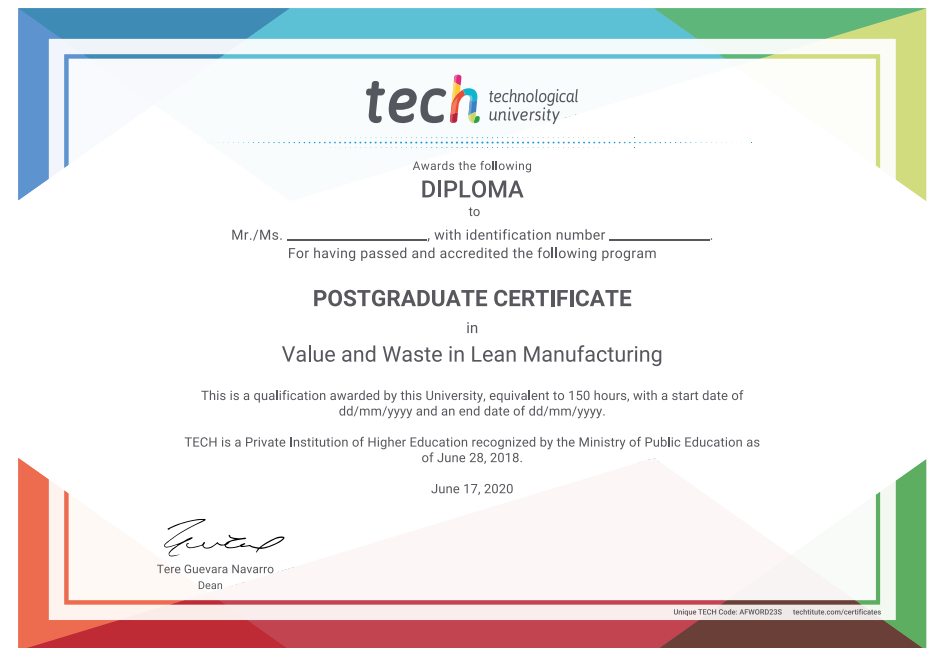 tech technological
university
Awards the following
DIPLOMA
to
Mr./Ms. ____________________, with identification number ______________.
For having passed and accredited the following program
POSTGRADUATE CERTIFICATE
in
Value and Waste in Lean Manufacturing
This is a qualification awarded by this University, equivalent to 150 hours, with a start date of
dd/mm/yyyy and an end date of dd/mm/yyyy.
TECH is a Private Institution of Higher Education recognized by the Ministry of Public Education as
of June 28, 2018.
June 17, 2020
Tere Guevara Navarro
Dean
Unique TECH Code: AFWORD23S techtitute.com/certificates